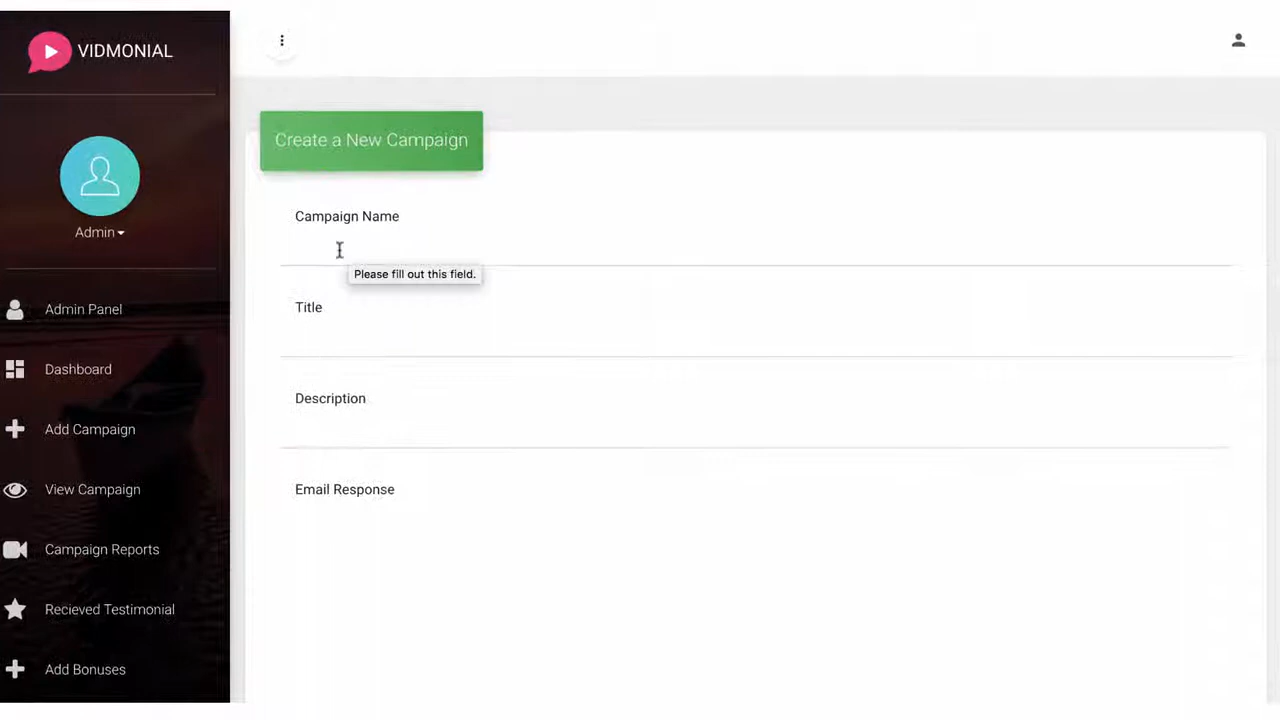 VIDMONIAL
Admin
Admin Panel
Dashboard
Add Campaign
View Campaign
Campaign Reports
Recieved Testimonial
Add Bonuses
Create a New Campaign
Campaign Name
Please fill out this field.
Title
Description
Email Response